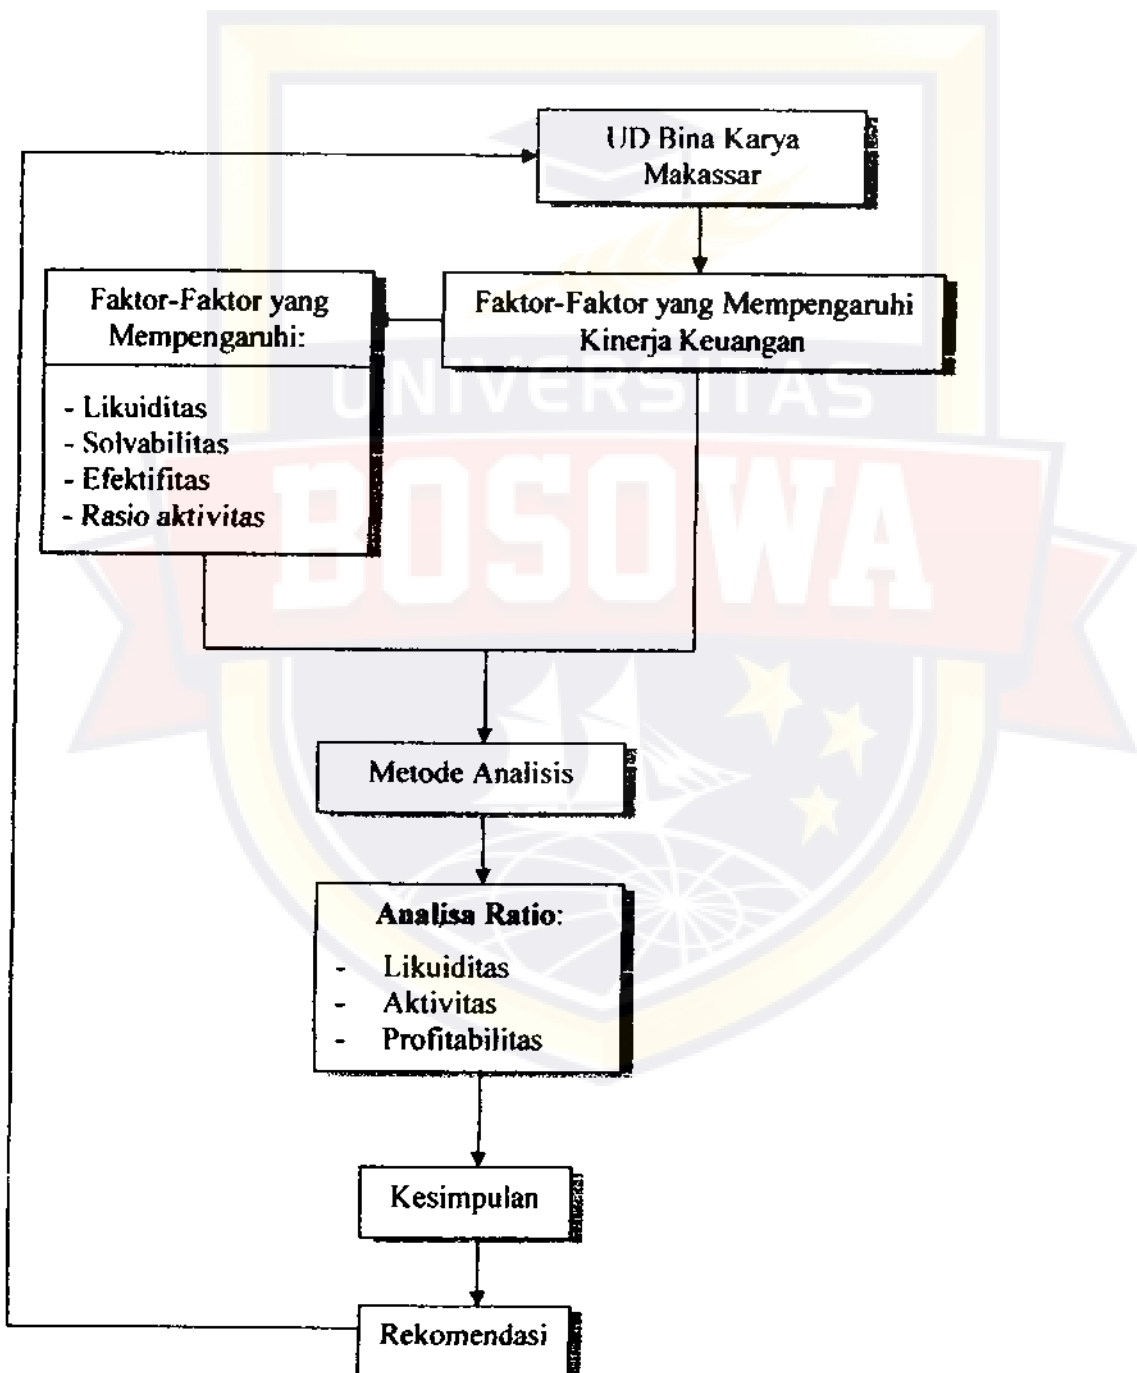 UD Bina Karya
Makassar
Faktor-Faktor yang
Mempengaruhi:
- Likuiditas
- Solvabilitas
- Efektifitas
- Rasio aktivitas
Faktor-Faktor yang Mempengaruhi
Kinerja Keuangan
UNIVERSITAS
BOSOWA
Metode Analisis
Analisa Ratio:
- Likuiditas
- Aktivitas
- Profitabilitas
Kesimpulan
Rekomendasi